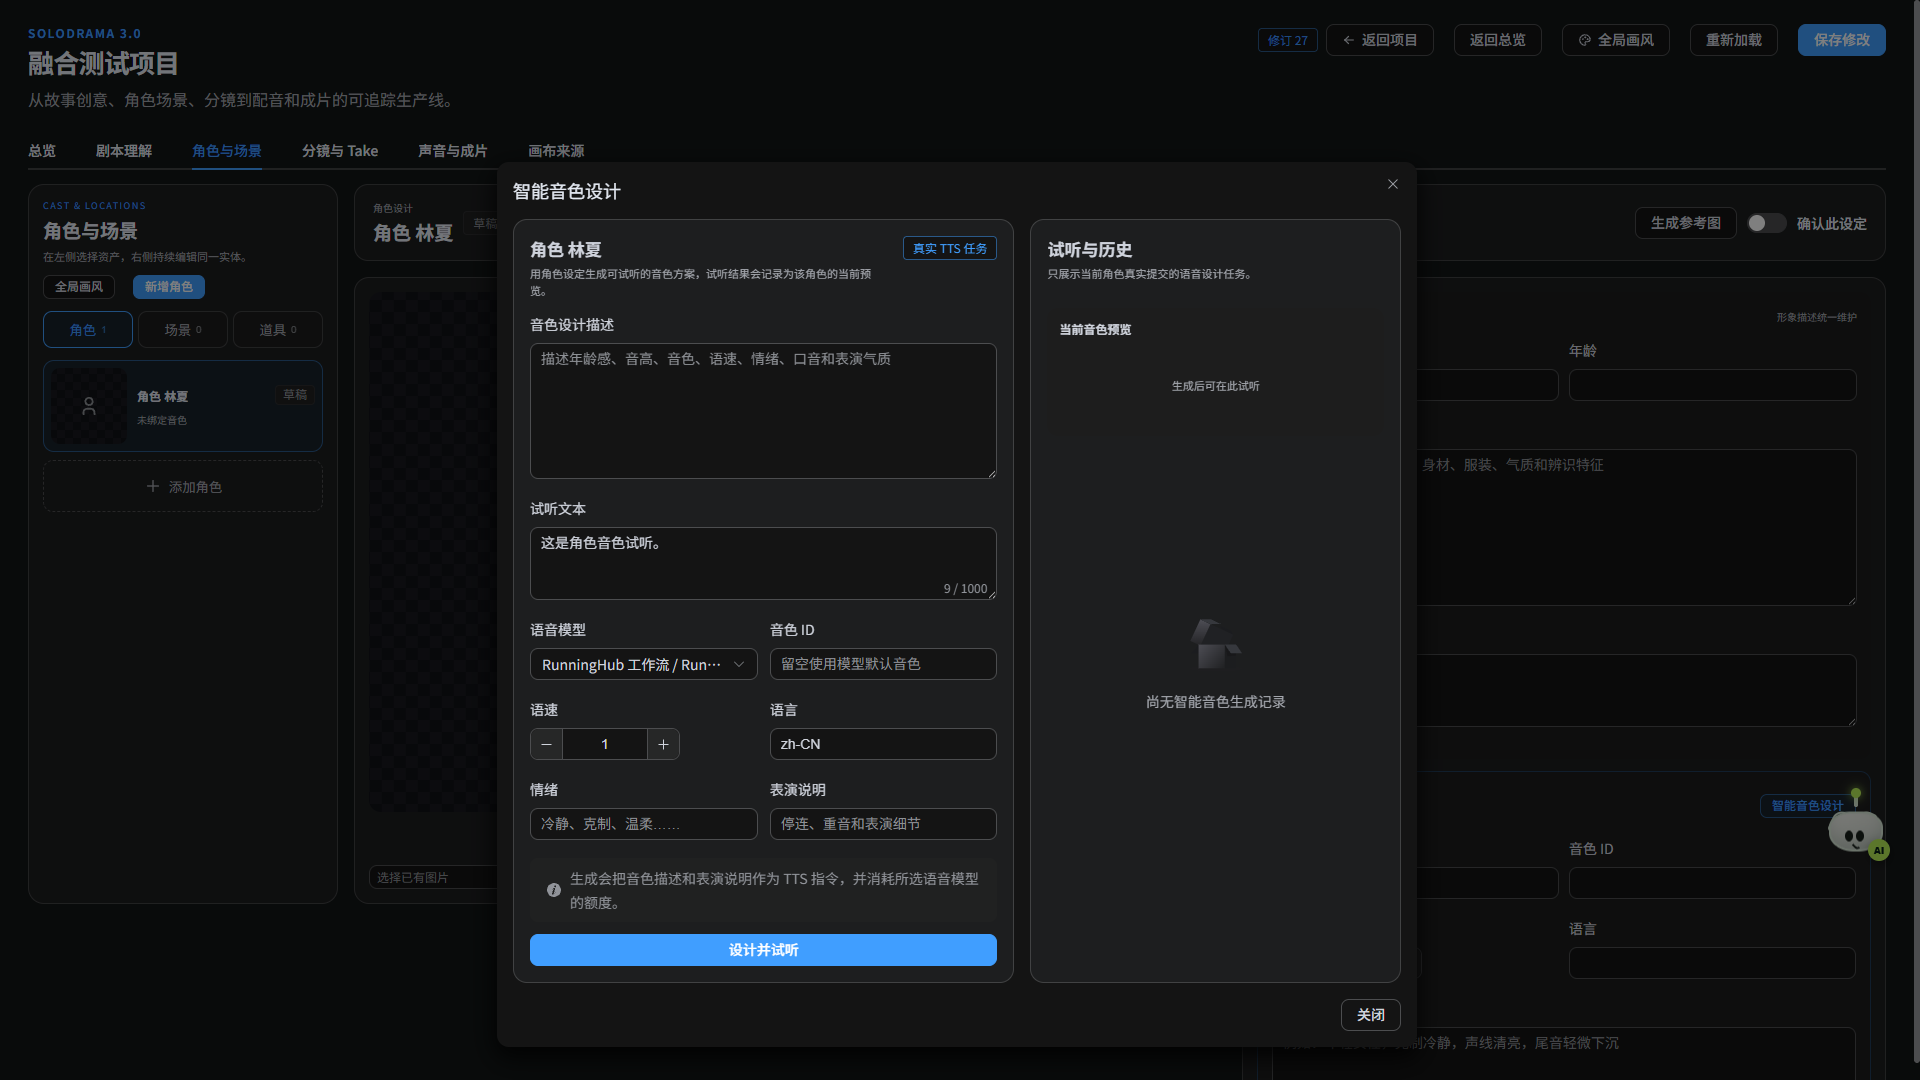 SOLODRAMA 3.0
融合测试项目
从故事创意、角色场景、分镜到配音和成片的可追踪生产线。
修订 27
返回项目
返回总览
全局画风
重新加载
保存修改
总览
剧本理解
角色与场景
分镜与 Take
声音与成片
画布来源
CAST & LOCATIONS
角色与场景
在左侧选择资产，右侧持续编辑同一实体。
全局画风
新增角色
角色 1
场景 0
道具 0
角色 林夏
草稿
未绑定音色
添加角色
角色设计
角色 林夏
草稿
选择已有图片
智能音色设计
角色 林夏
真实 TTS 任务
用角色设定生成可试听的音色方案，试听结果会记录为该角色的当前预
览。
音色设计描述
描述年龄感、音高、音色、语速、情绪、口音和表演气质
试听文本
这是角色音色试听。
9 / 1000
语音模型
音色 ID
RunningHub 工作流 / Run···
留空使用模型默认音色
语速
语言
1
zh-CN
情绪
表演说明
冷静、克制、温柔……
停连、重音和表演细节
生成会把音色描述和表演说明作为 TTS 指令，并消耗所选语音模型
的额度。
设计并试听
试听与历史
只展示当前角色真实提交的语音设计任务。
当前音色预览
生成后可在此试听
尚无智能音色生成记录
关闭
生成参考图
确认此设定
形象描述统一维护
年龄
身材、服装、气质和辨识特征
智能音色设计
AI
音色 ID
语言
制冷静，声线清亮，尾音轻微下沉